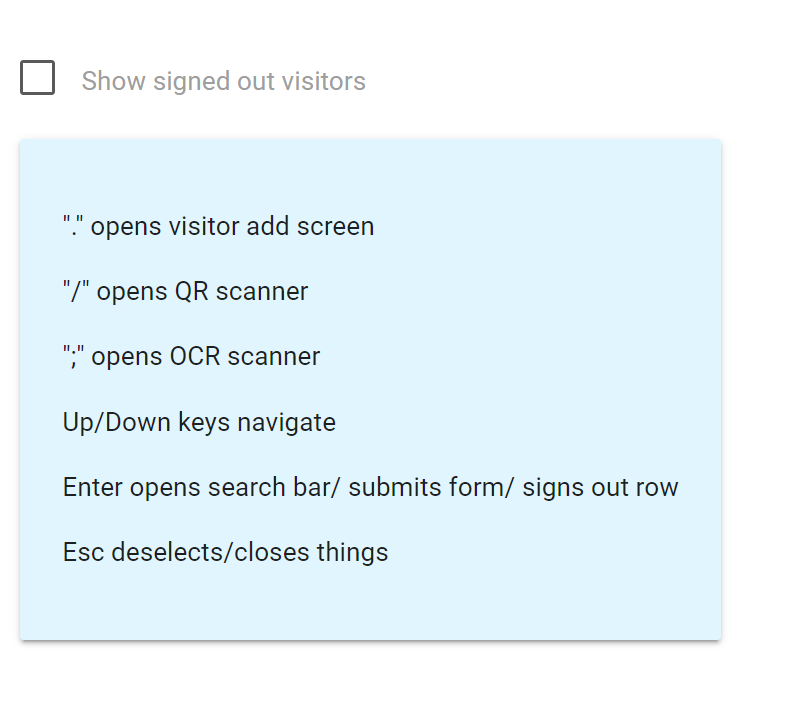 Show signed out visitors
"." opens visitor add screen
"/" opens QR scanner
";" opens OCR scanner
Up/Down keys navigate
Enter opens search bar/ submits form/ signs out row
Esc deselects/closes things